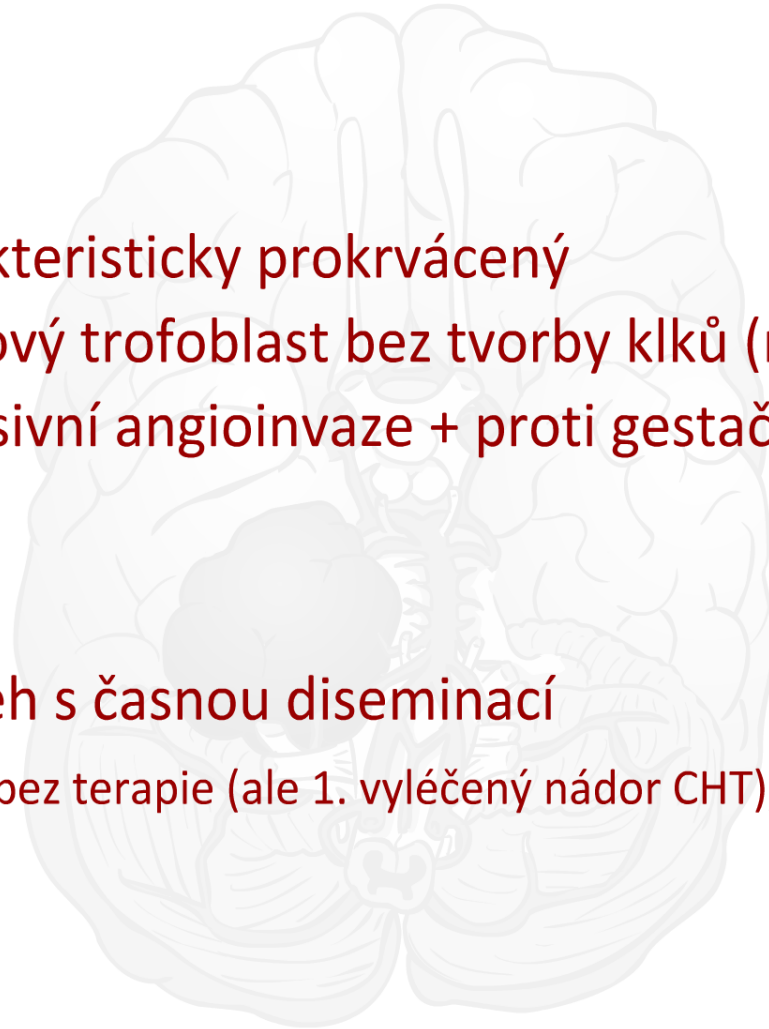 kteristicky prokrvácený
ový trofoblast bez tvorby klků (
sivní angioinvaze + proti gestač
eh s časnou diseminací
bez terapie (ale 1. vyléčený nádor CHT)